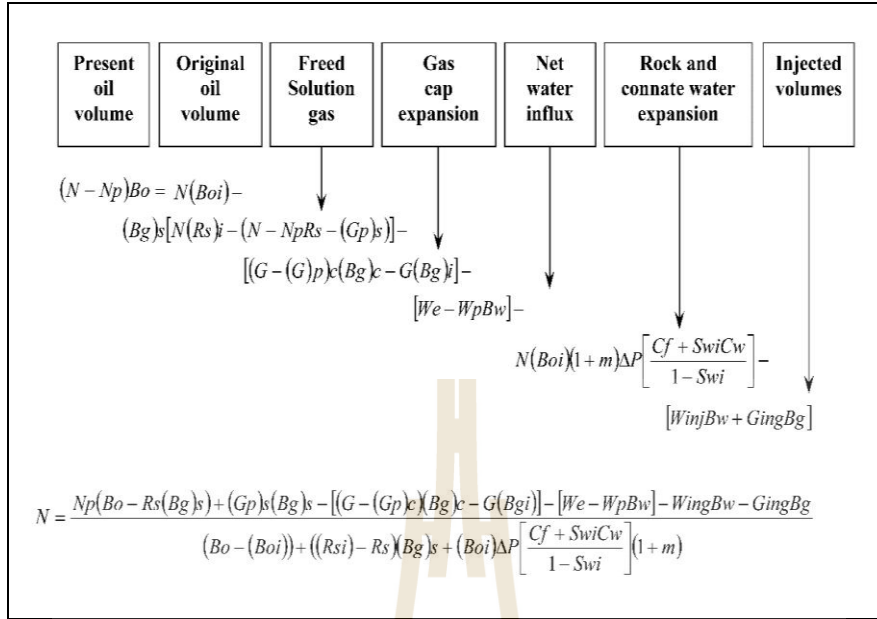 Present oil volume
Original oil volume
Freed Solution gas
Gas cap expansion
Net water influx
Rock and connate water expansion
Injected volumes
(N − Np)Bo = N(Boi) −
(Bg)s[N(Rs)i − (N − NpRs − (Gp)s)] −
[(G − (G)p)c(Bg)c − G(Bg)i] −
[We − WpBw] −
N(Boi)(1 + m)ΔP[(Cf + SwiCw)/(1 − Swi)] −
[WinjBw + GingBg]
N = Np(Bo − Rs(Bg)s) + (Gp)s(Bg)s − [(G − (Gp)c)(Bg)c − G(Bgi)] − [We − WpBw] − WingBw − GingBg
(Bo − (Boi)) + ((Rsi) − Rs)(Bg)s + (Boi)ΔP[(Cf + SwiCw)/(1 − Swi)](1 + m)